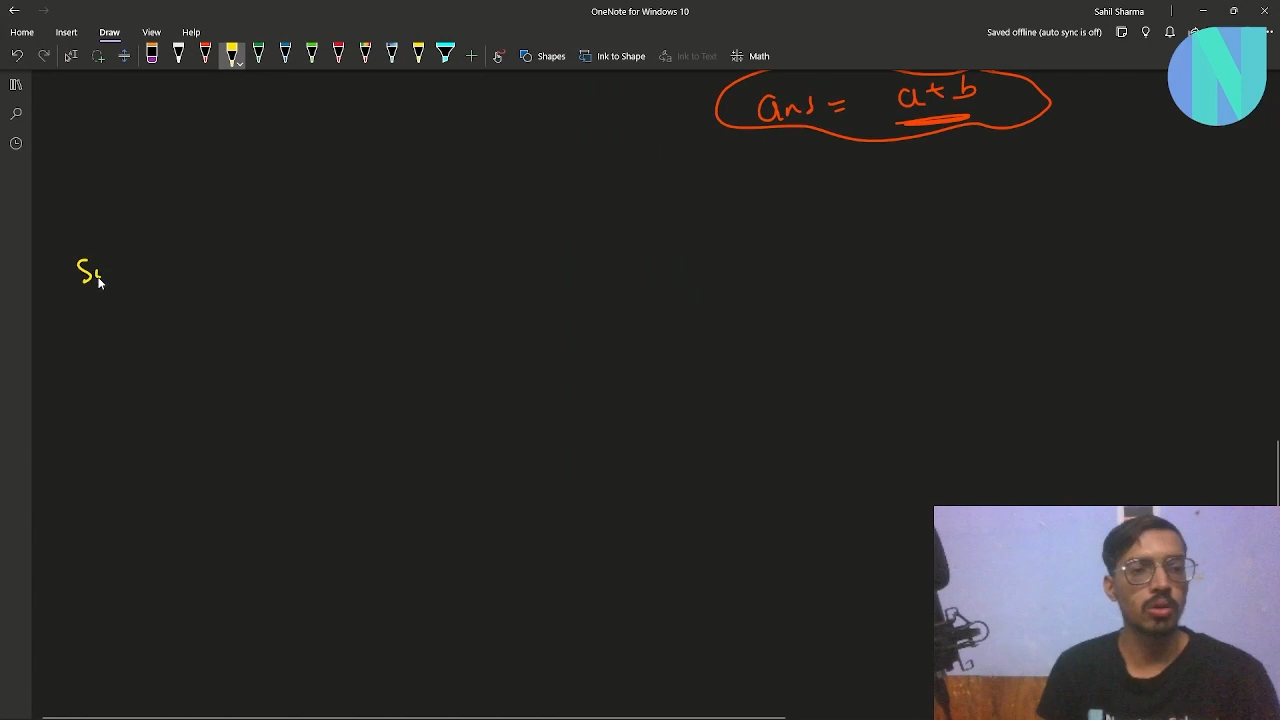 OneNote for Windows 10
Sahil Sharma
Home Insert Draw View Help
Saved offline (auto sync is off)
Shapes Ink to Shape Ink to Text Math
ans = a + b
N